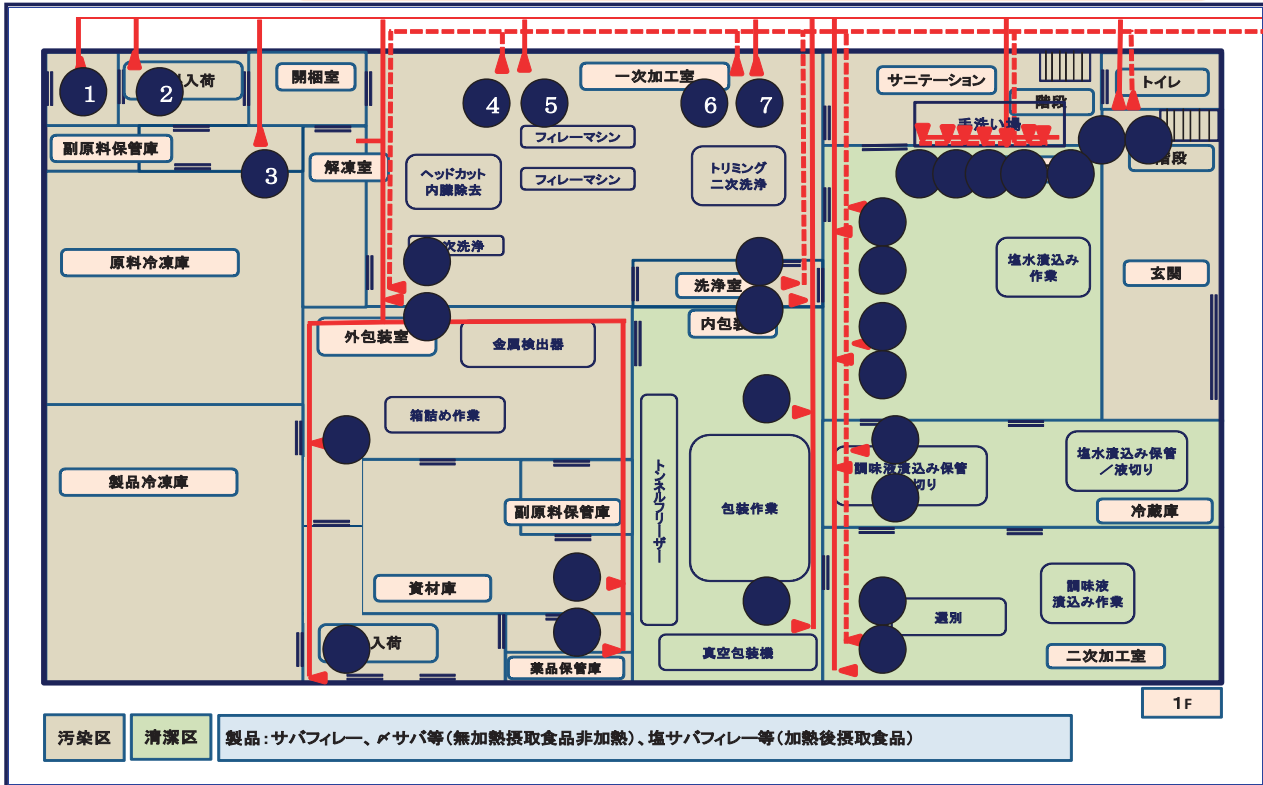 1
2
入荷
開梱室
4
5
一次加工室
6
7
サニテーション
階段
トイレ
手洗い場
副原料保管庫
3
解凍室
フィレーマシン
フィレーマシン
ヘッドカット
内臓除去
トリミング
二次洗浄
階段
次洗浄
原料冷凍庫
洗浄室
塩水漬込み
作業
玄関
外包装室
金属検出器
内包装
箱詰め作業
製品冷凍庫
トンネルフリーザー
包装作業
調味液漬込み保管
切り
塩水漬込み保管
／液切り
冷蔵庫
副原料保管庫
資材庫
入荷
薬品保管庫
真空包装機
選別
調味液
漬込み作業
二次加工室
1F
汚染区
清潔区
製品：サバフィレー、〆サバ等（無加熱摂取食品非加熱）、塩サバフィレー等（加熱後摂取食品）